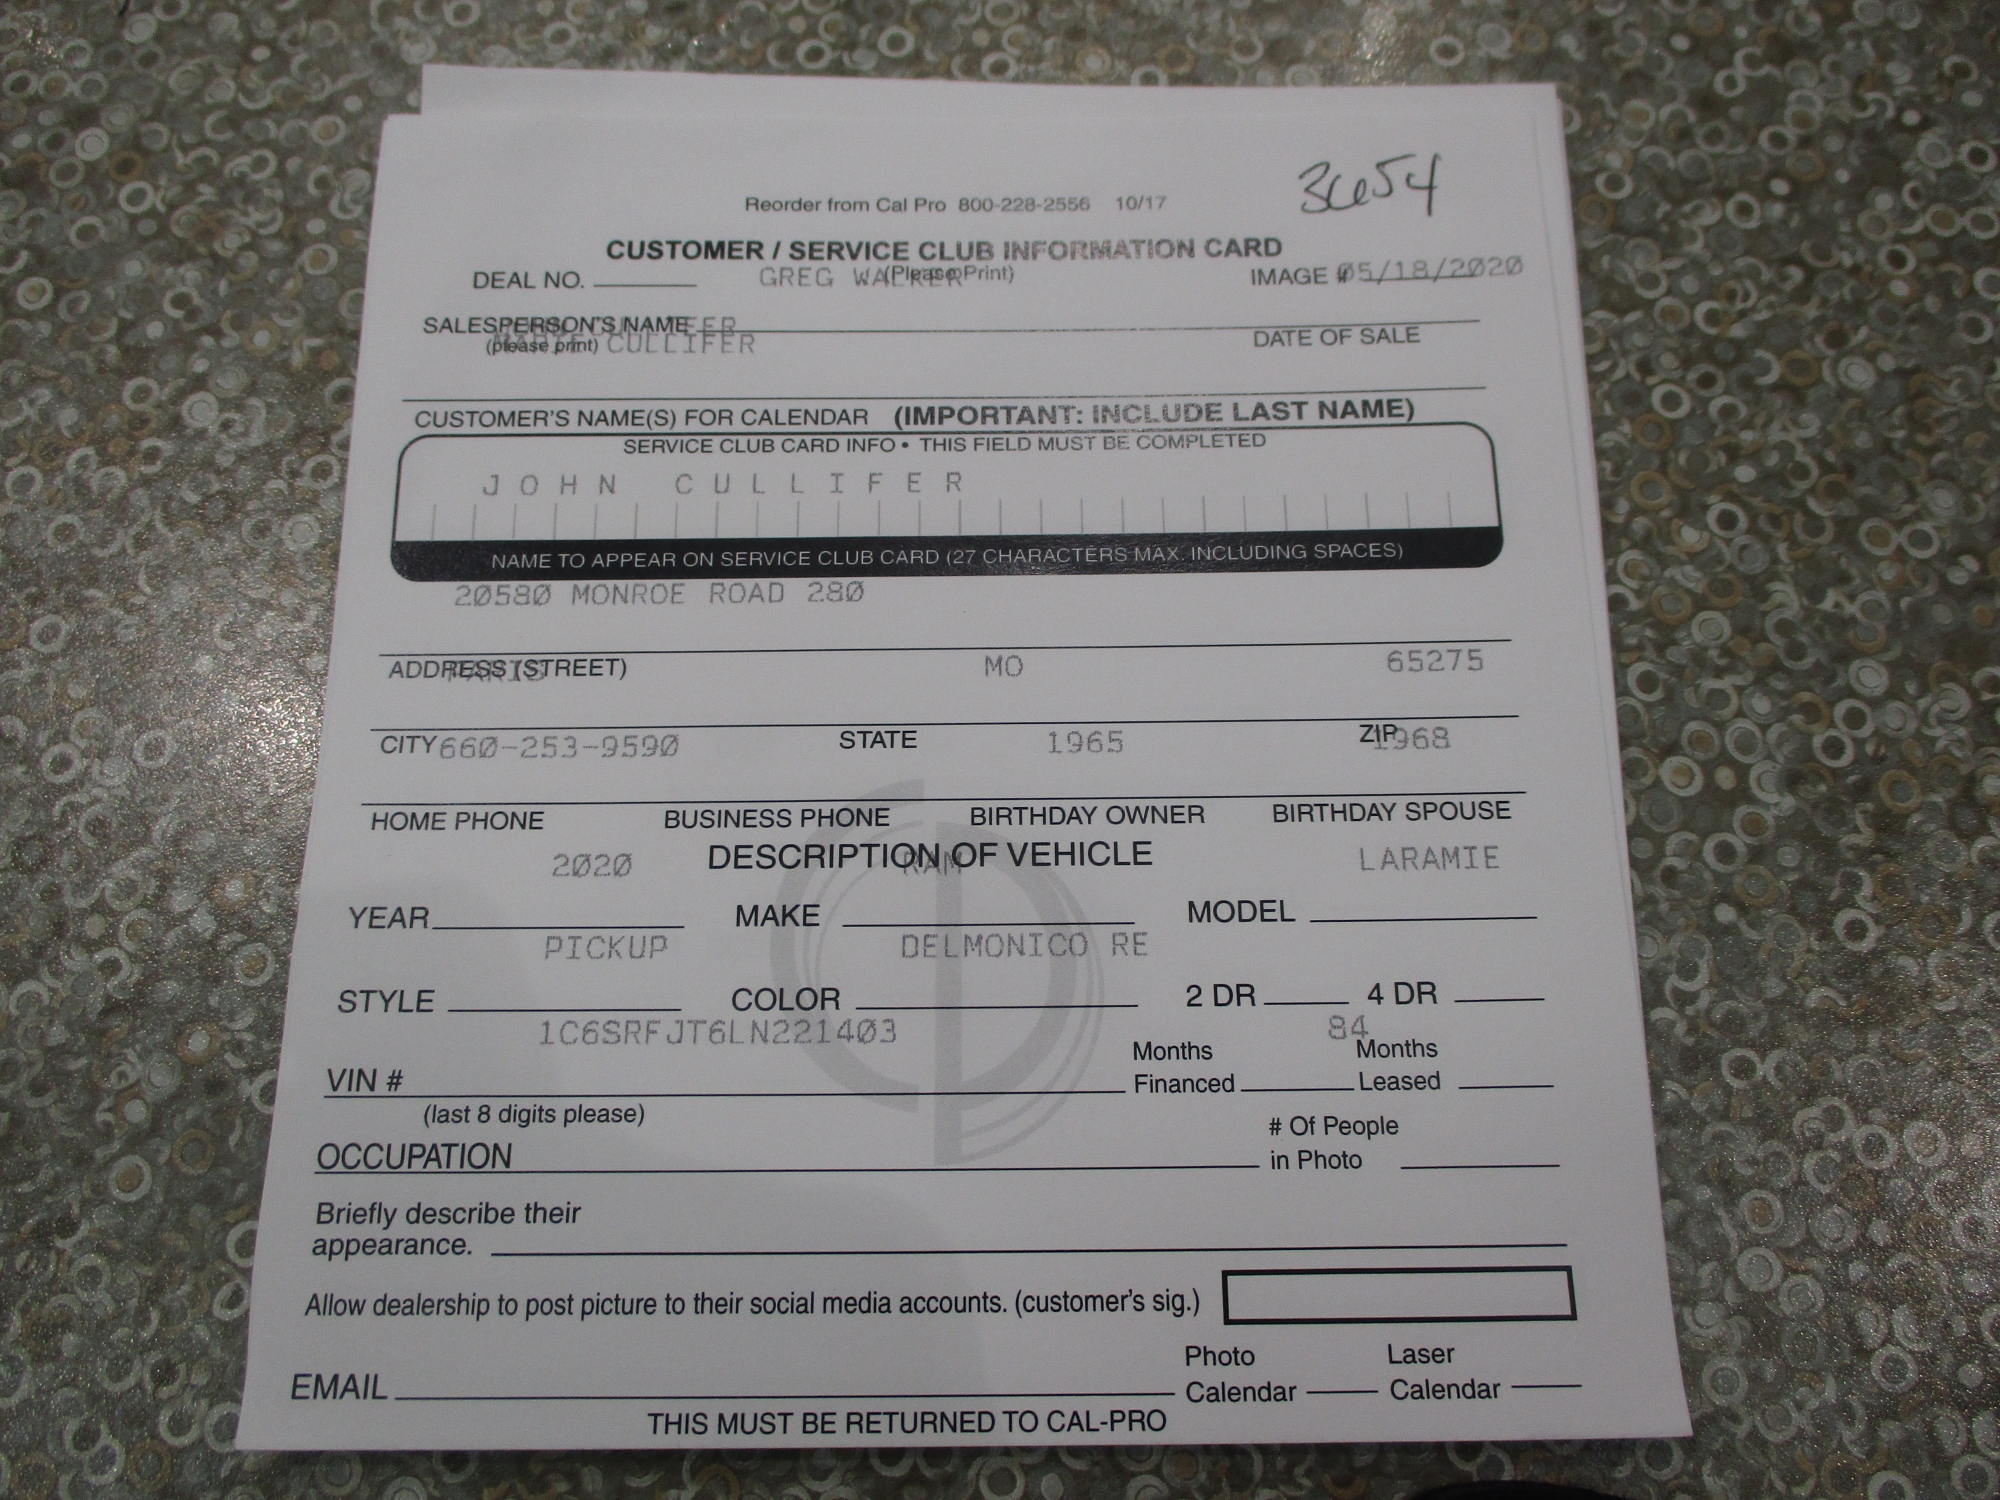 3654
Reorder from Cal Pro 800-228-2556 10/17
CUSTOMER / SERVICE CLUB INFORMATION CARD
DEAL NO. GREG WALKER (Please Print) IMAGE # 05/18/2020
SALESPERSON'S NAME CULLIFER
(please print) CULLIFER DATE OF SALE
CUSTOMER'S NAME(S) FOR CALENDAR (IMPORTANT: INCLUDE LAST NAME)
SERVICE CLUB CARD INFO • THIS FIELD MUST BE COMPLETED
JOHN CULLIFER
NAME TO APPEAR ON SERVICE CLUB CARD (27 CHARACTERS MAX. INCLUDING SPACES)
20580 MONROE ROAD 280
ADDRESS (STREET) PARIS MO 65275
CITY 660-253-9590 STATE 1965 ZIP 1968
HOME PHONE BUSINESS PHONE BIRTHDAY OWNER BIRTHDAY SPOUSE
2020 DESCRIPTION OF VEHICLE RAM LARAMIE
YEAR MAKE MODEL
PICKUP DELMONICO RE
STYLE COLOR 2 DR 4 DR
1C6SRFJT6LN221403 84
VIN # Months Financed Months Leased
(last 8 digits please)
OCCUPATION # Of People in Photo
Briefly describe their
appearance.
Allow dealership to post picture to their social media accounts. (customer's sig.)
EMAIL Photo Calendar Laser Calendar
THIS MUST BE RETURNED TO CAL-PRO